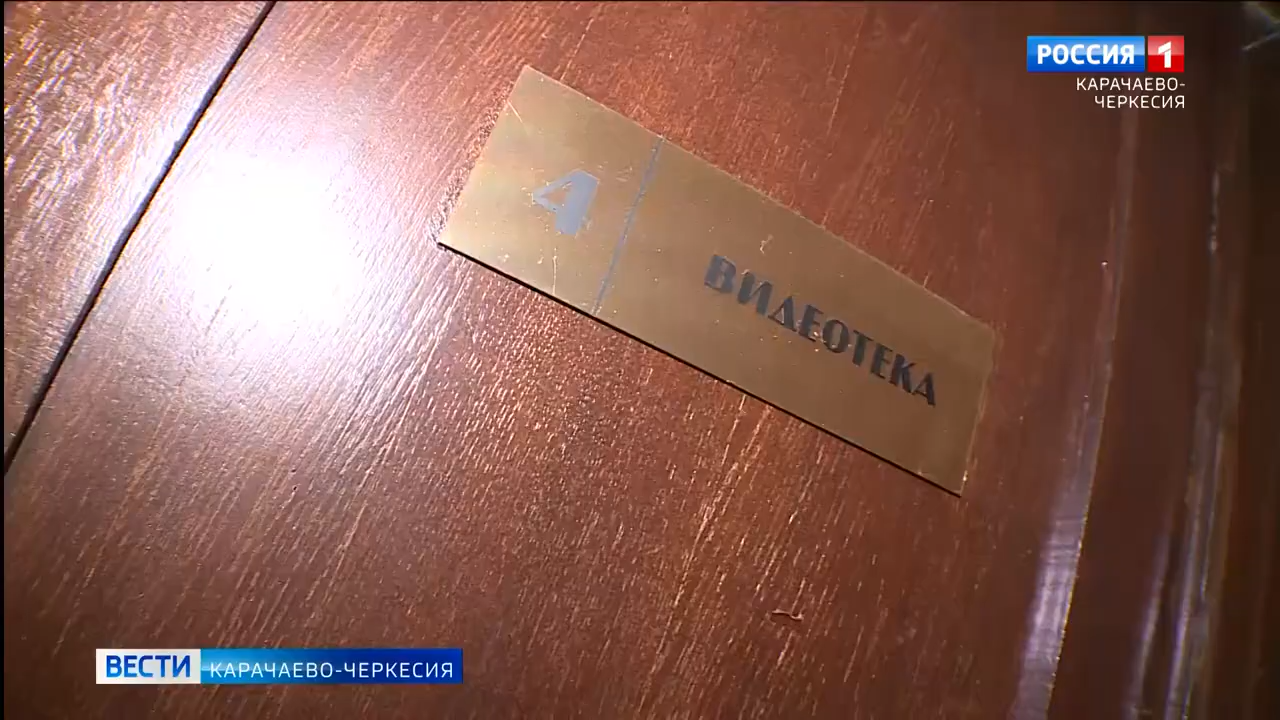 РОССИЯ 1
КАРАЧАЕВО-
ЧЕРКЕСИЯ
4 ВИДЕОТЕКА
ВЕСТИ КАРАЧАЕВО-ЧЕРКЕСИЯ